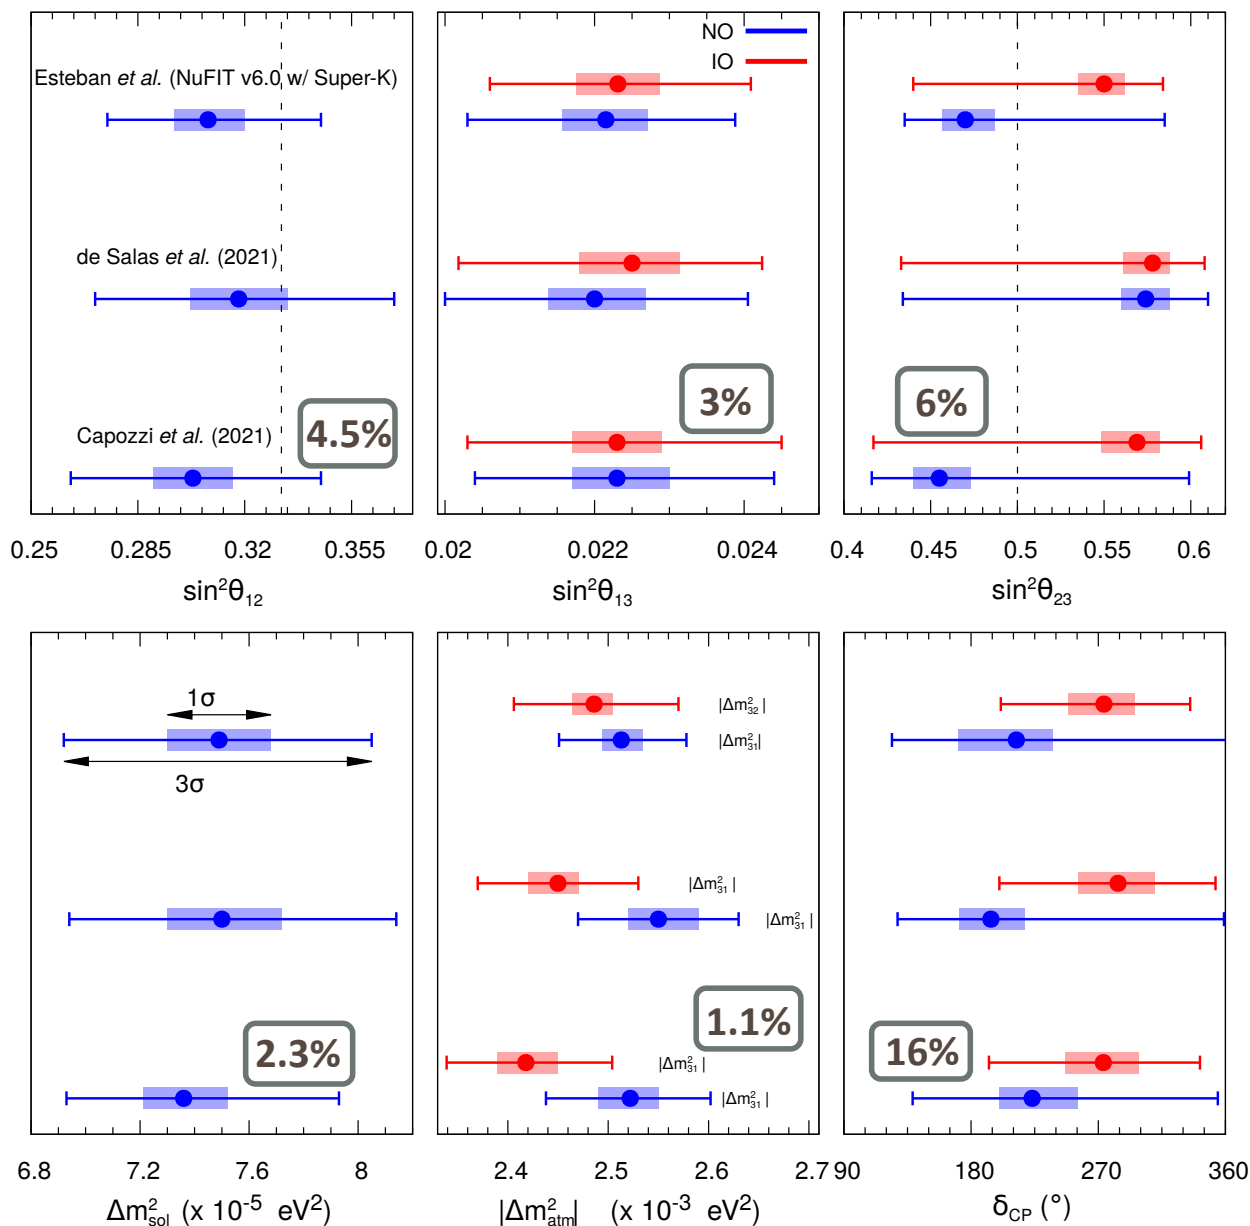 NO
IO
Esteban et al. (NuFIT v6.0 w/ Super-K)
de Salas et al. (2021)
Capozzi et al. (2021)
4.5%
3%
6%
0.25 0.285 0.32 0.355
0.02 0.022 0.024
0.4 0.45 0.5 0.55 0.6
sin²θ₁₂
sin²θ₁₃
sin²θ₂₃
1σ
3σ
|Δm²₃₂|
|Δm²₃₁|
|Δm²₃₁|
|Δm²₃₁|
|Δm²₃₁|
|Δm²₃₁|
2.3%
1.1%
16%
6.8 7.2 7.6 8
2.4 2.5 2.6 2.7
90 180 270 360
Δm²sol (x 10⁻⁵ eV²)
|Δm²atm| (x 10⁻³ eV²)
δCP (°)